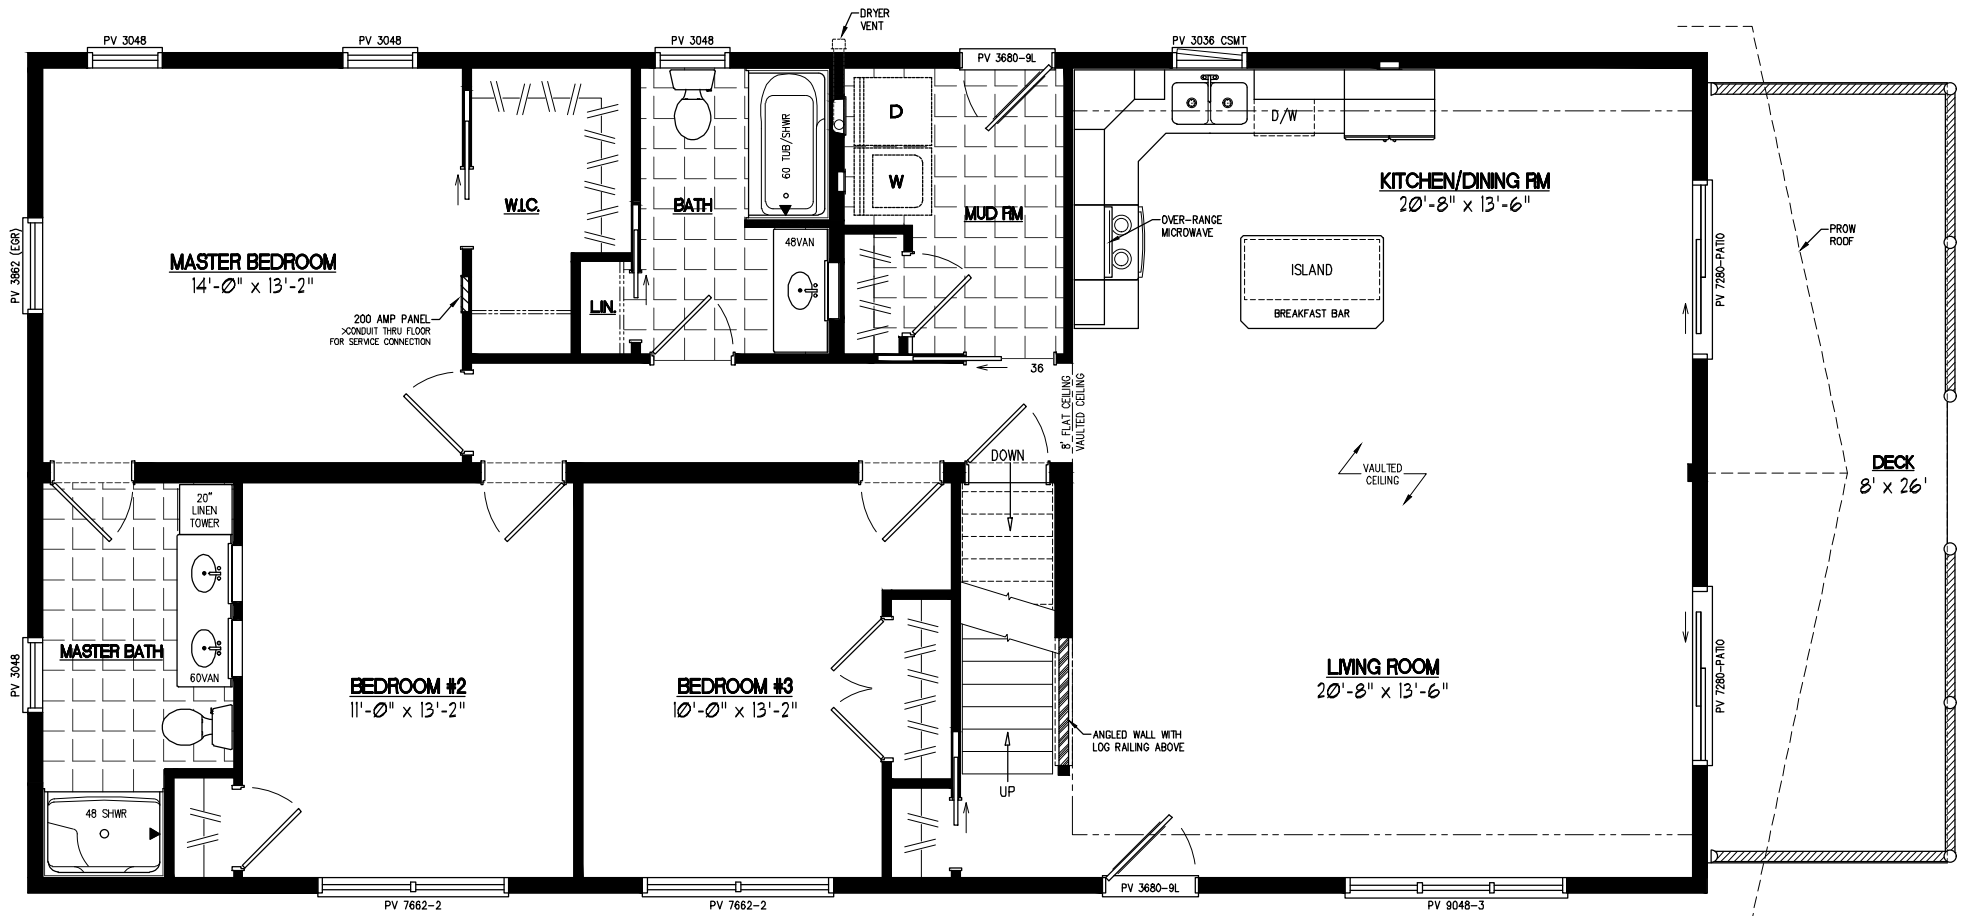 DRYER
VENT
PV 3048
PV 3048
PV 3048
PV 3680-9L
PV 3036 CSMT
60 TUB/SHWR
D
W
D/W
KITCHEN/DINING RM
20'-8" x 13'-6"
W.I.C.
BATH
MUD RM
OVER-RANGE
MICROWAVE
PROW
ROOF
48VAN
PV 3862 (EGR)
MASTER BEDROOM
14'-0" x 13'-2"
ISLAND
BREAKFAST BAR
PV 7280-PATIO
LIN.
200 AMP PANEL
>CONDUIT THRU FLOOR
FOR SERVICE CONNECTION
36
8' FLAT CEILING
VAULTED CEILING
DOWN
VAULTED
CEILING
DECK
8' x 26'
20"
LINEN
TOWER
MASTER BATH
60VAN
PV 3048
BEDROOM #2
11'-0" x 13'-2"
BEDROOM #3
10'-0" x 13'-2"
LIVING ROOM
20'-8" x 13'-6"
PV 7280-PATIO
ANGLED WALL WITH
LOG RAILING ABOVE
UP
48 SHWR
PV 7662-2
PV 7662-2
PV 3680-9L
PV 9048-3